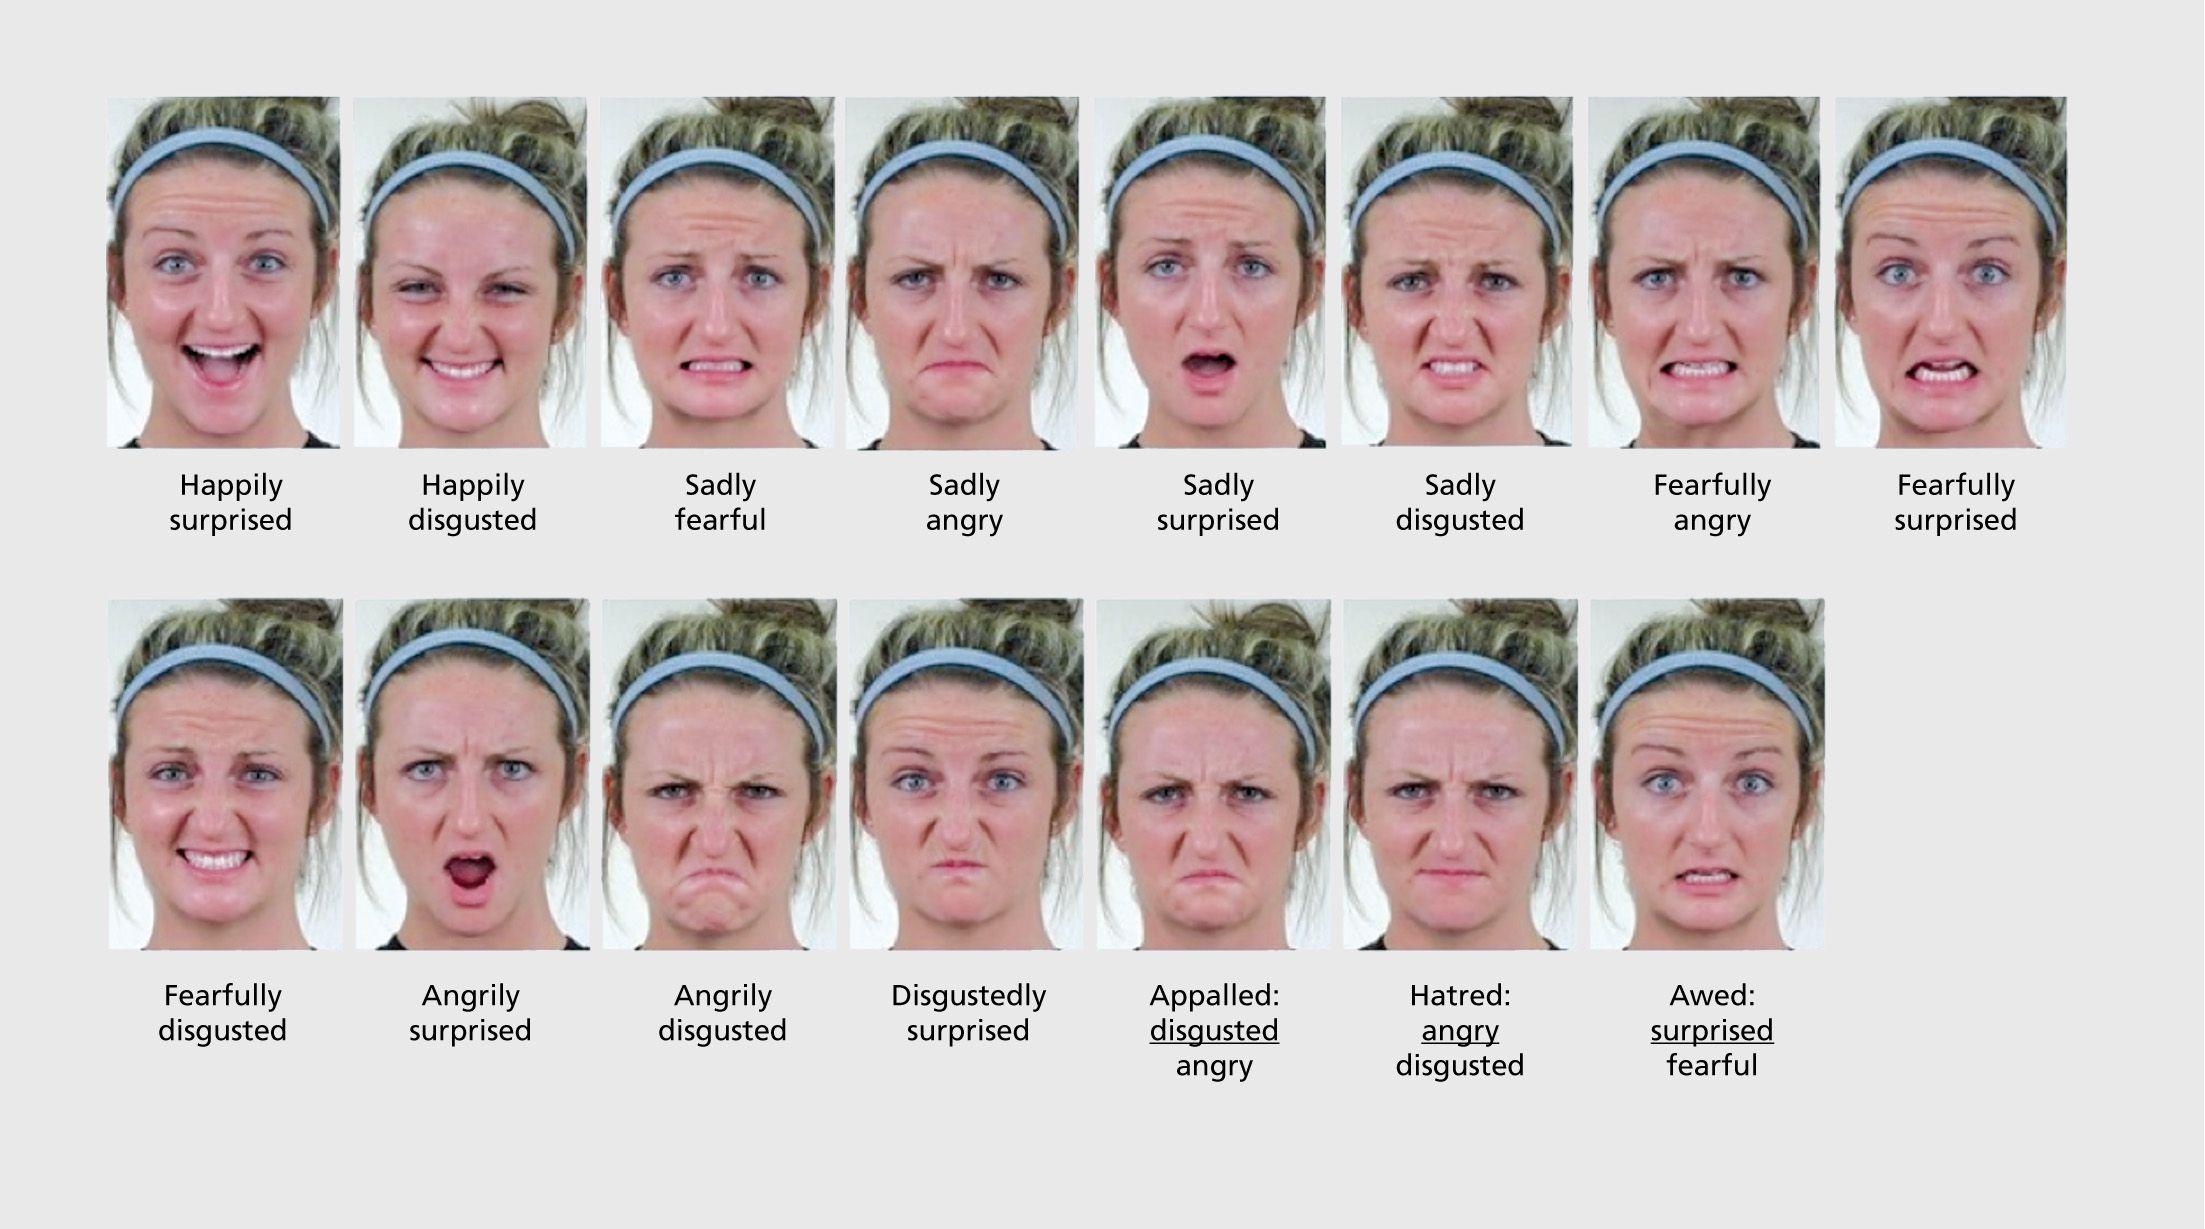 Happily
surprised
Happily
disgusted
Sadly
fearful
Sadly
angry
Sadly
surprised
Sadly
disgusted
Fearfully
angry
Fearfully
surprised
Fearfully
disgusted
Angrily
surprised
Angrily
disgusted
Disgustedly
surprised
Appalled:
disgusted
angry
Hatred:
angry
disgusted
Awed:
surprised
fearful